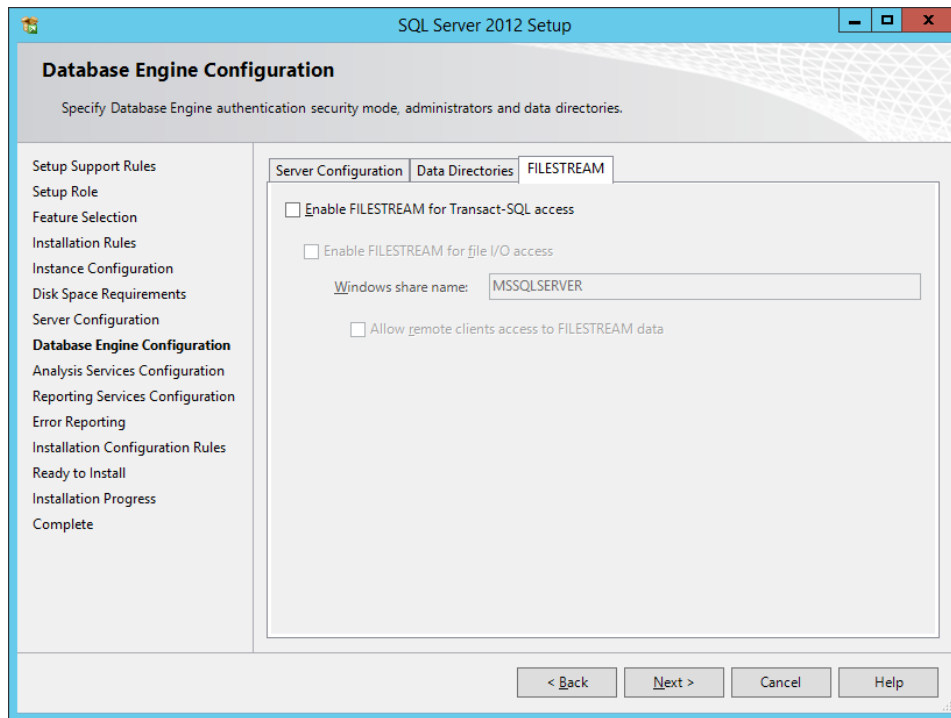 SQL Server 2012 Setup
Database Engine Configuration
Specify Database Engine authentication security mode, administrators and data directories.
Setup Support Rules
Setup Role
Feature Selection
Installation Rules
Instance Configuration
Disk Space Requirements
Server Configuration
Database Engine Configuration
Analysis Services Configuration
Reporting Services Configuration
Error Reporting
Installation Configuration Rules
Ready to Install
Installation Progress
Complete
Server Configuration Data Directories FILESTREAM
Enable FILESTREAM for Transact-SQL access
Enable FILESTREAM for file I/O access
Windows share name: MSSQLSERVER
Allow remote clients access to FILESTREAM data
< Back Next > Cancel Help